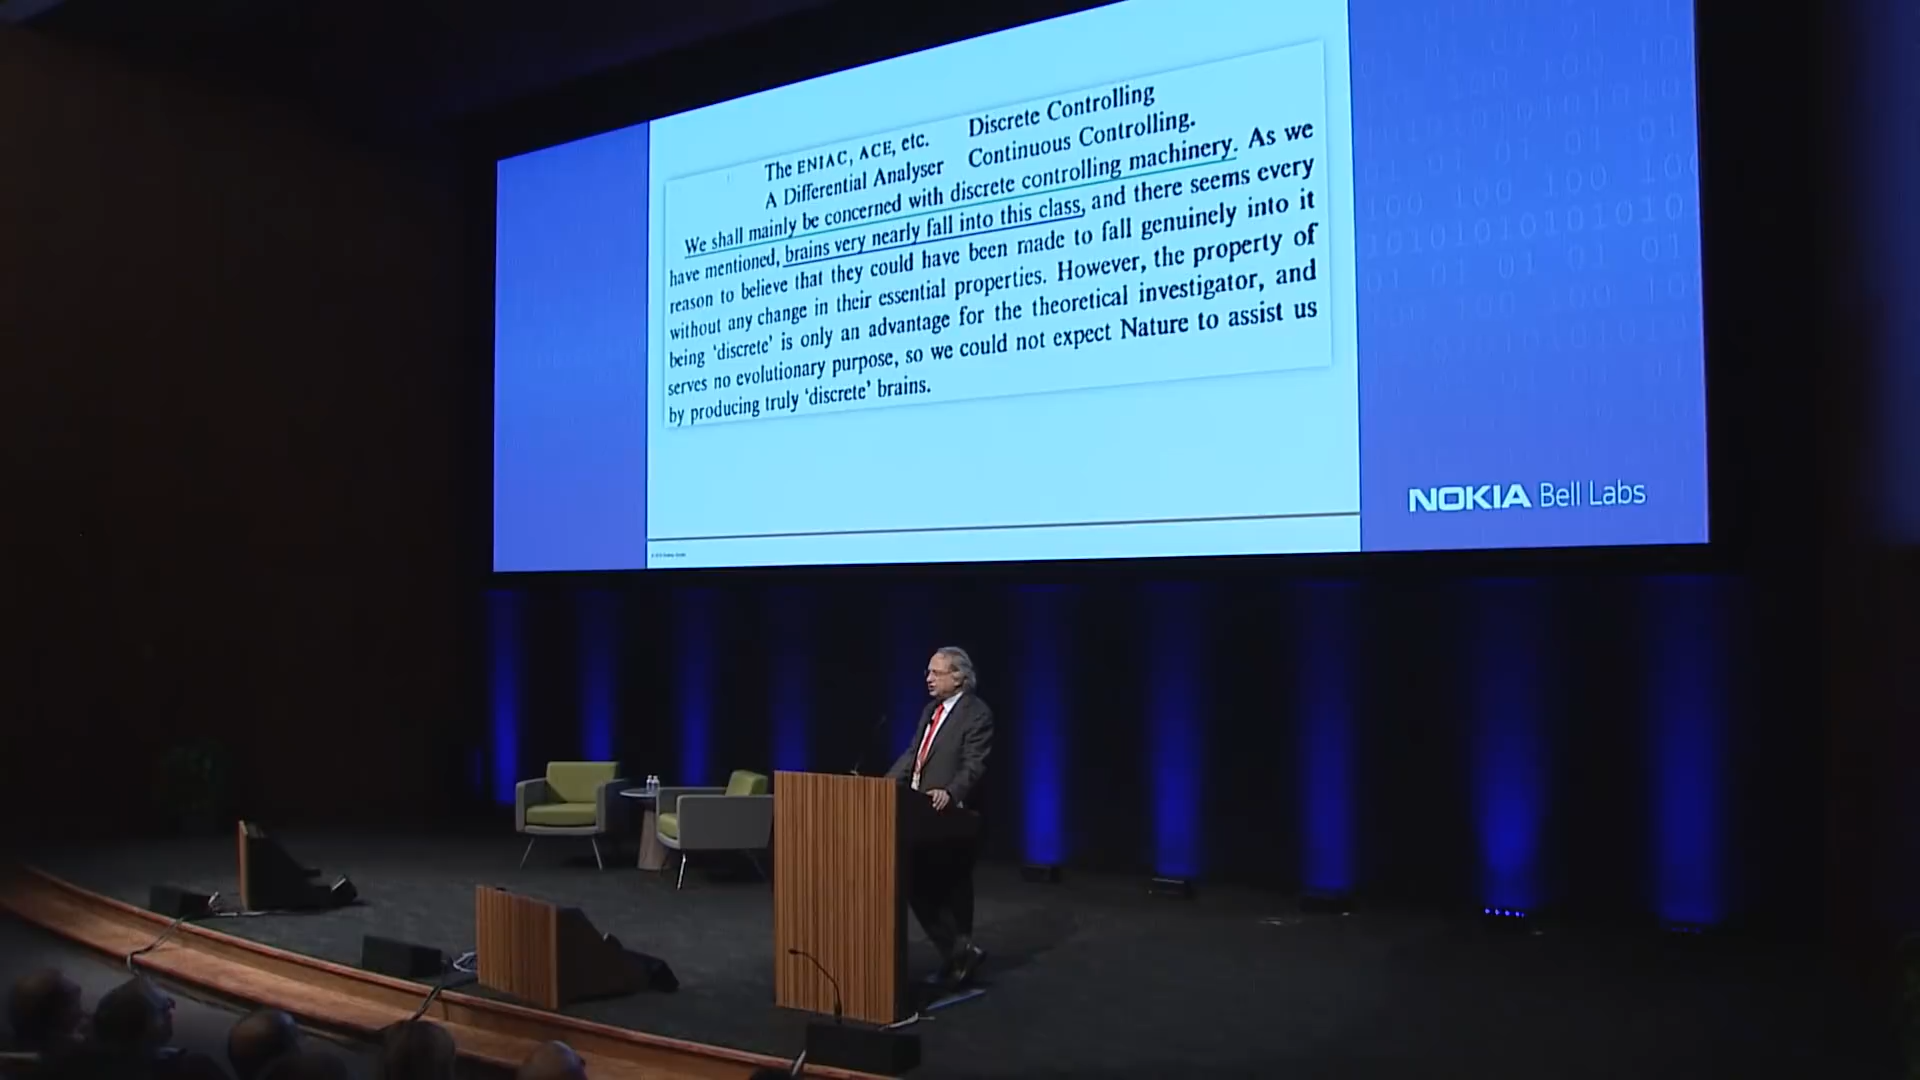 The ENIAC, ACE, etc. Discrete Controlling
A Differential Analyser Continuous Controlling.
We shall mainly be concerned with discrete controlling machinery. As we
have mentioned, brains very nearly fall into this class, and there seems every
reason to believe that they could have been made to fall genuinely into it
without any change in their essential properties. However, the property of
being ‘discrete’ is only an advantage for the theoretical investigator, and
serves no evolutionary purpose, so we could not expect Nature to assist us
by producing truly ‘discrete’ brains.
NOKIA Bell Labs